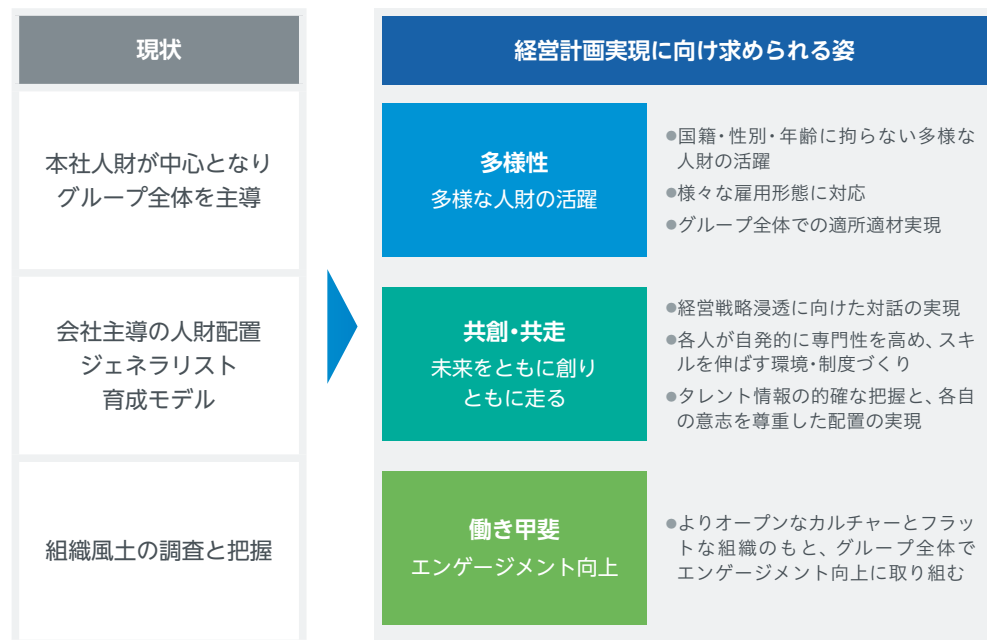 現状
本社人財が中心となり
グループ全体を主導
会社主導の人財配置
ジェネラリスト
育成モデル
組織風土の調査と把握
経営計画実現に向け求められる姿
多様性
多様な人財の活躍
●国籍・性別・年齢に拘らない多様な
人財の活躍
●様々な雇用形態に対応
●グループ全体での適所適材実現
共創・共走
未来をともに創り
ともに走る
●経営戦略浸透に向けた対話の実現
●各人が自発的に専門性を高め、スキ
ルを伸ばす環境・制度づくり
●タレント情報の的確な把握と、各自
の意志を尊重した配置の実現
働き甲斐
エンゲージメント向上
●よりオープンなカルチャーとフラッ
トな組織のもと、グループ全体で
エンゲージメント向上に取り組む